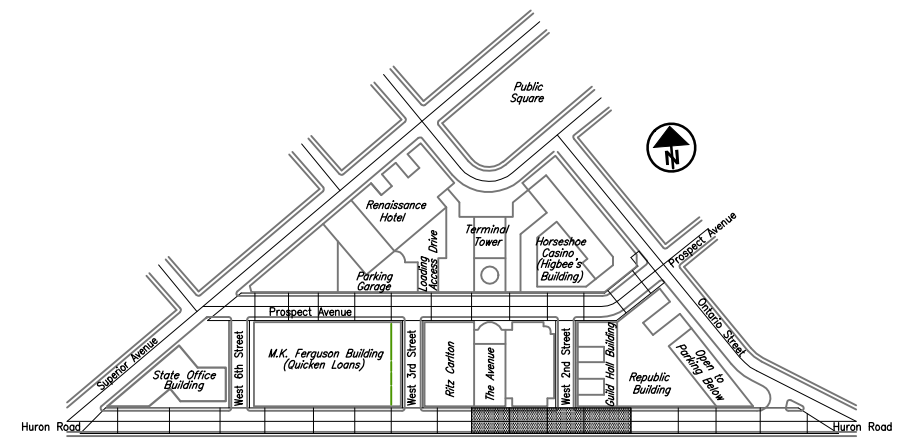 Public
Square
N
Renaissance
Hotel
Terminal
Tower
Horseshoe
Casino
(Higbee's
Building)
Loading
Access Drive
Parking
Garage
Prospect Avenue
Prospect Avenue
Ontario Street
Superior Avenue
West 6th Street
M.K. Ferguson Building
(Quicken Loans)
West 3rd Street
Ritz Carlton
The Avenue
West 2nd Street
Guild Hall Building
Republic
Building
Open to
Parking Below
State Office
Building
Huron Road
Huron Road